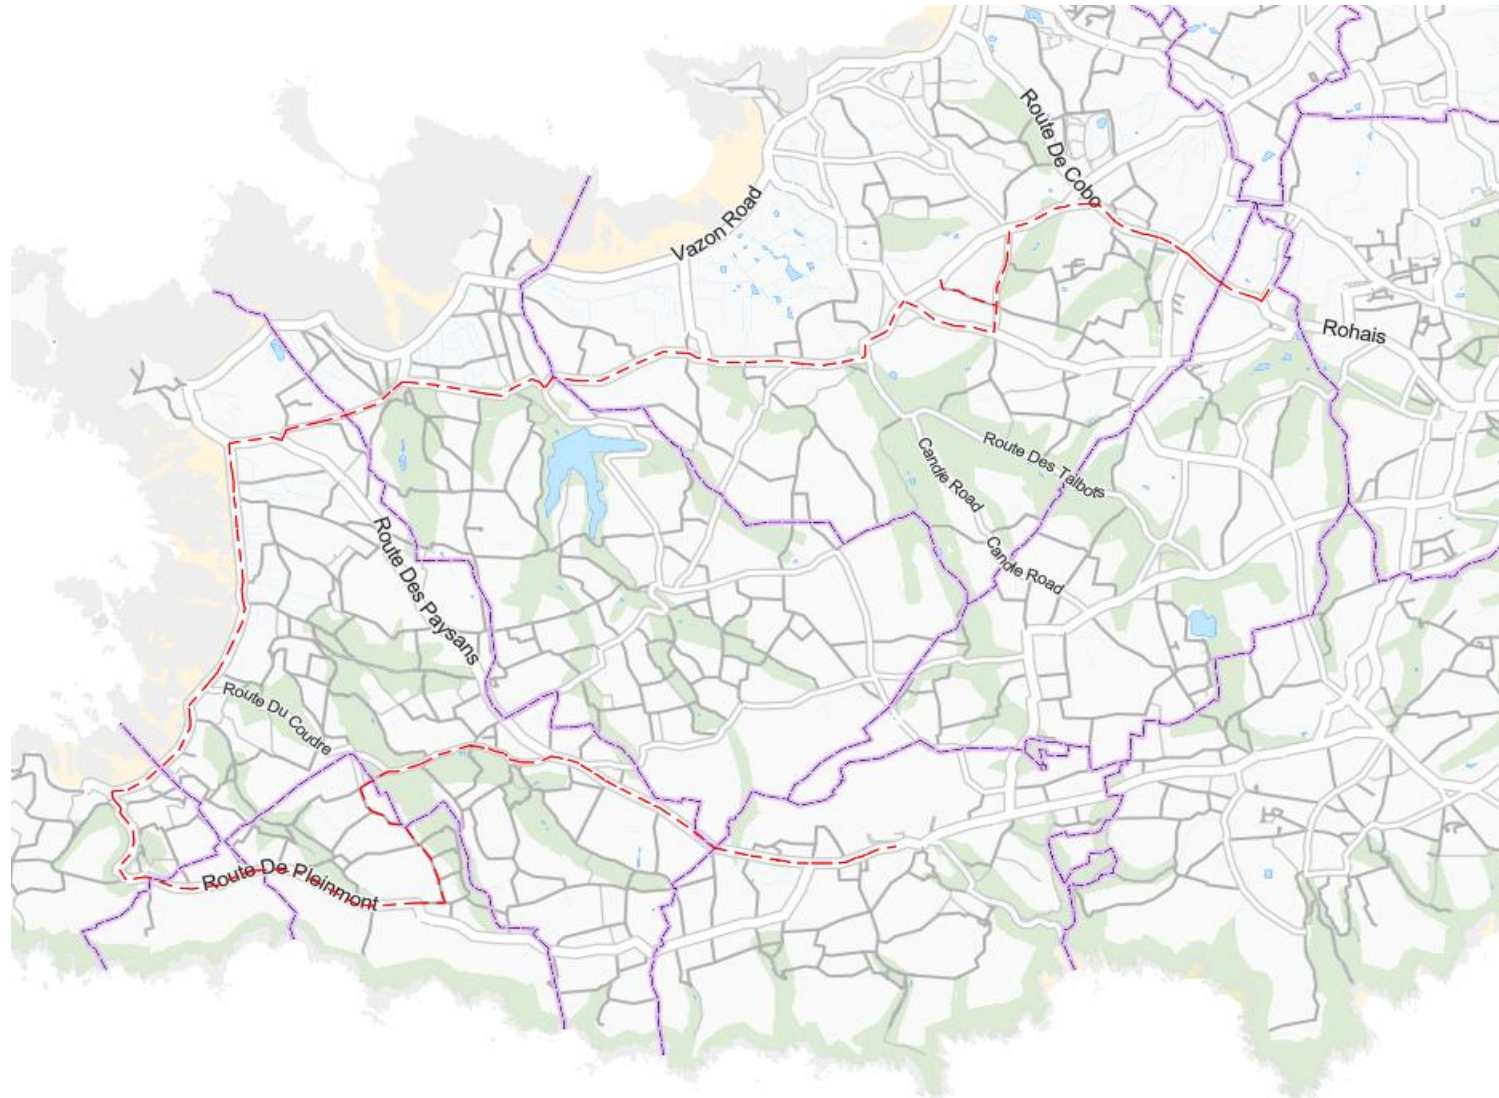 Route De Cobo
Vazon Road
Rohais
Route Des Talbots
Candie Road
Candie Road
Route Des Paysans
Route Du Coudre
Route De Pleinmont